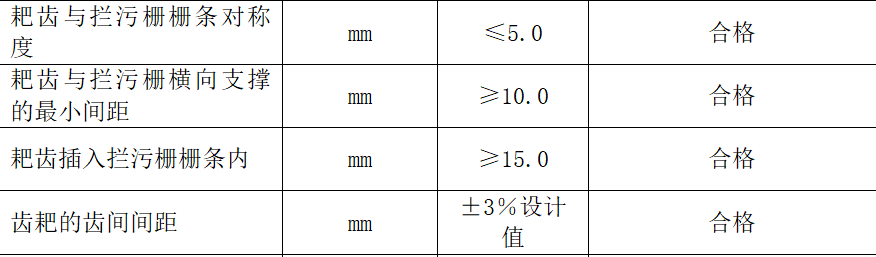 耙齿与拦污栅栅条对称
度
mm
≤5.0
合格
耙齿与拦污栅横向支撑
的最小间距
mm
≥10.0
合格
耙齿插入拦污栅栅条内
mm
≥15.0
合格
齿耙的齿间间距
mm
±3%设计
值
合格